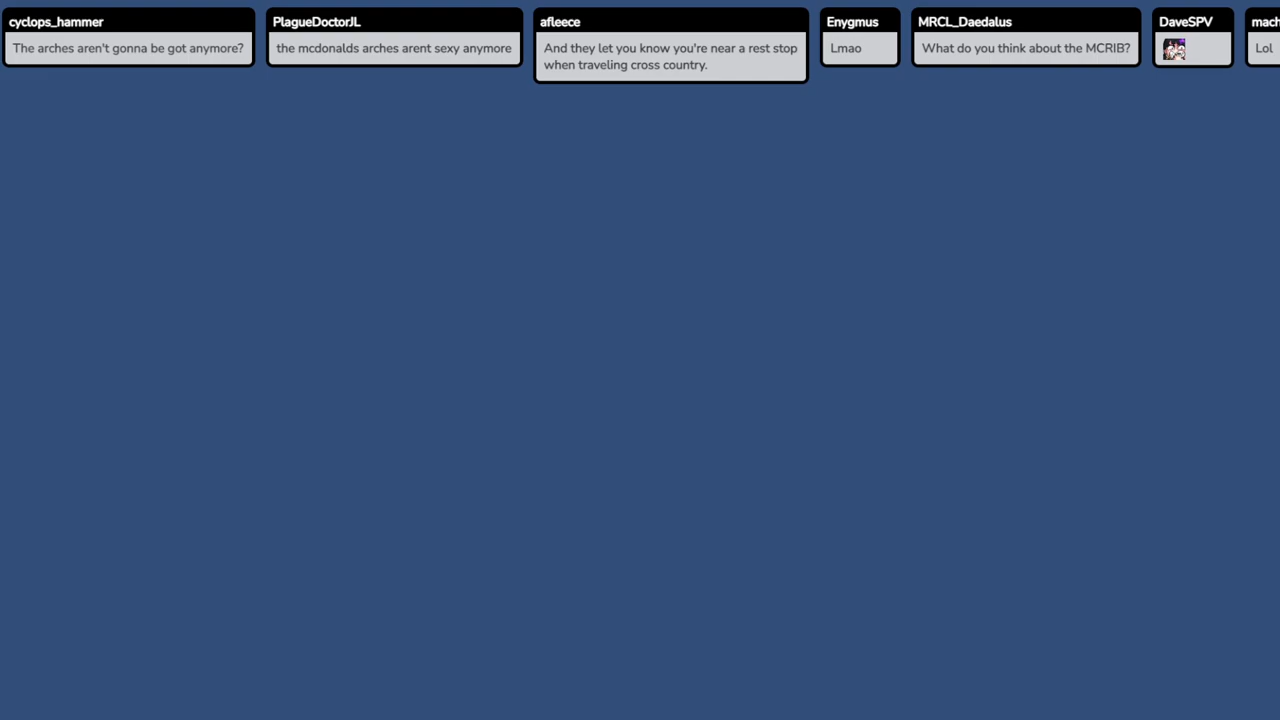 cyclops_hammer
The arches aren't gonna be got anymore?
PlagueDoctorJL
the mcdonalds arches arent sexy anymore
afleece
And they let you know you're near a rest stop
when traveling cross country.
Enygmus
Lmao
MRCL_Daedalus
What do you think about the MCRIB?
DaveSPV
mach
Lol